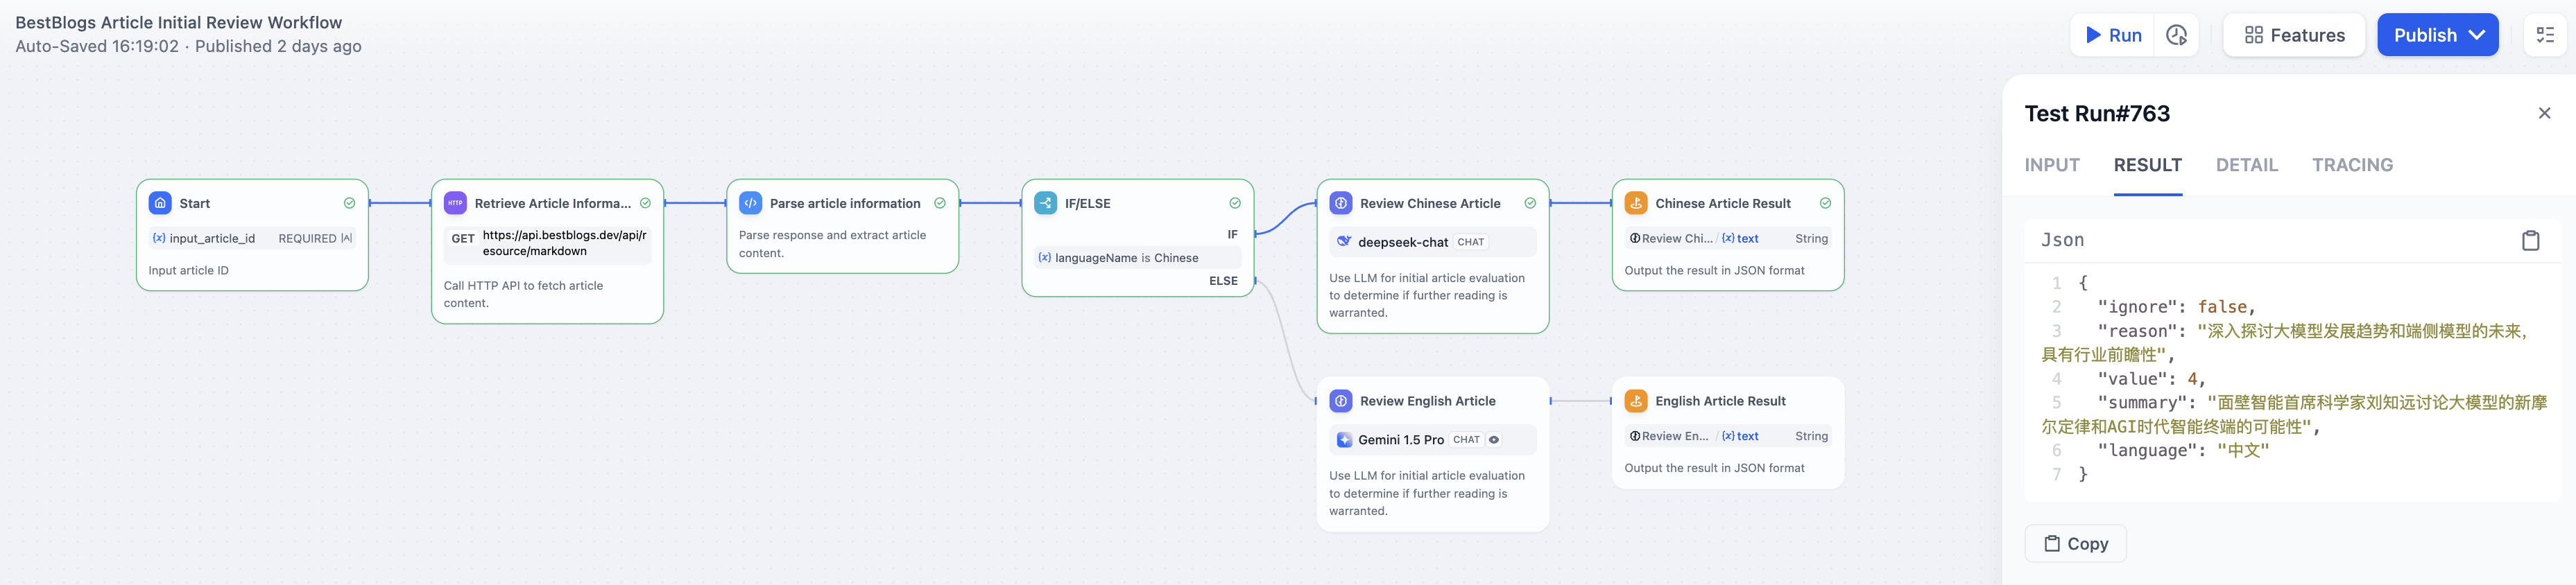 BestBlogs Article Initial Review Workflow
Auto-Saved 16:19:02 · Published 2 days ago
Run
Features
Publish
Start
input_article_id REQUIRED
Input article ID
HTTP
Retrieve Article Informa...
GET https://api.bestblogs.dev/api/r
esource/markdown
Call HTTP API to fetch article
content.
Parse article information
Parse response and extract article
content.
IF/ELSE
IF
{x} languageName is Chinese
ELSE
Review Chinese Article
deepseek-chat CHAT
Use LLM for initial article evaluation
to determine if further reading is
warranted.
Chinese Article Result
Review Chi... / {x} text String
Output the result in JSON format
Review English Article
Gemini 1.5 Pro CHAT
Use LLM for initial article evaluation
to determine if further reading is
warranted.
English Article Result
Review En... / {x} text String
Output the result in JSON format
Test Run#763
INPUT RESULT DETAIL TRACING
Json
1 {
2 "ignore": false,
3 "reason": "深入探讨大模型发展趋势和端侧模型的未来，
具有行业前瞻性",
4 "value": 4,
5 "summary": "面壁智能首席科学家刘知远讨论大模型的新摩
尔定律和AGI时代智能终端的可能性",
6 "language": "中文"
7 }
Copy